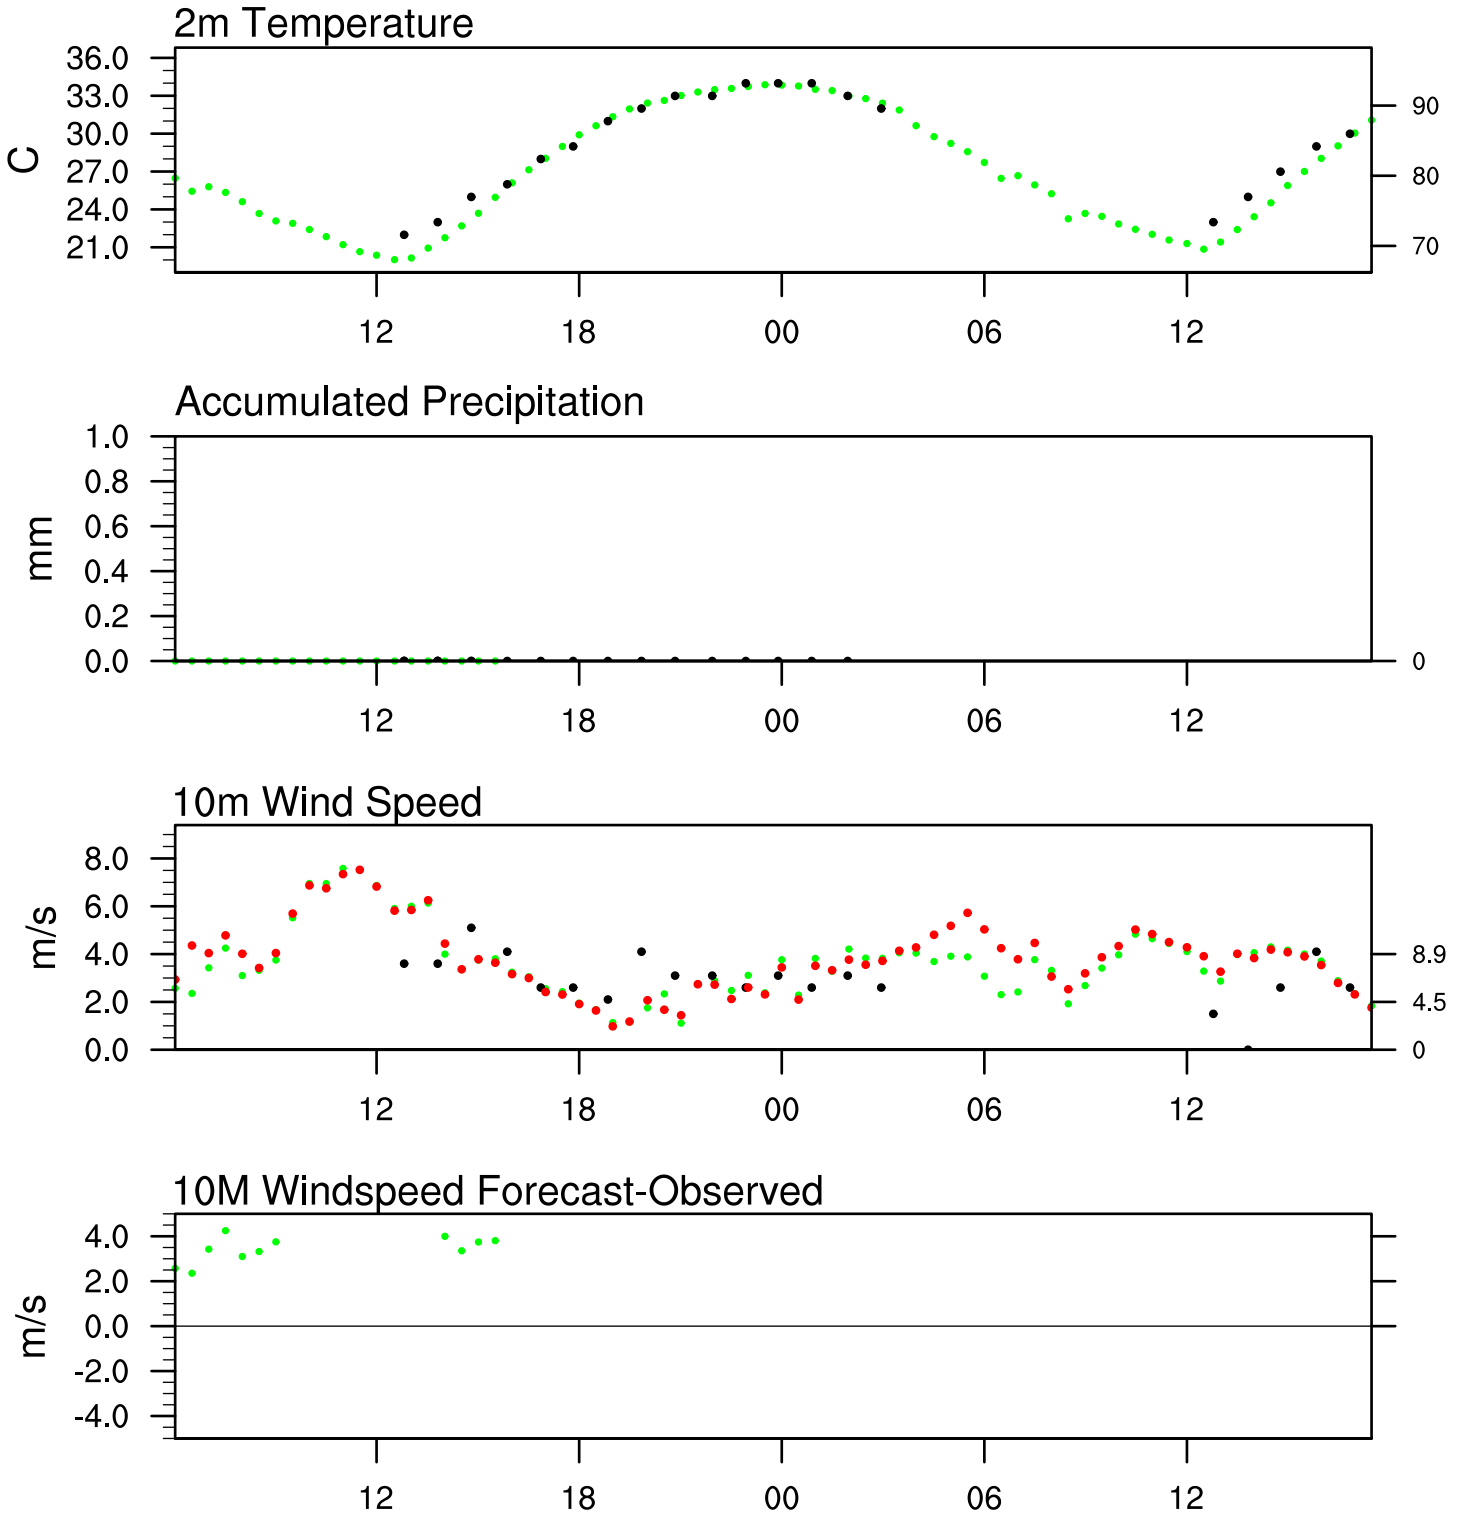 2m Temperature
36.0
33.0
30.0
27.0
24.0
21.0
C
90
80
70
12 18 00 06 12
Accumulated Precipitation
1.0
0.8
0.6
0.4
0.2
0.0
mm
0
12 18 00 06 12
10m Wind Speed
8.0
6.0
4.0
2.0
0.0
m/s
8.9
4.5
0
12 18 00 06 12
10M Windspeed Forecast-Observed
4.0
2.0
0.0
-2.0
-4.0
m/s
12 18 00 06 12